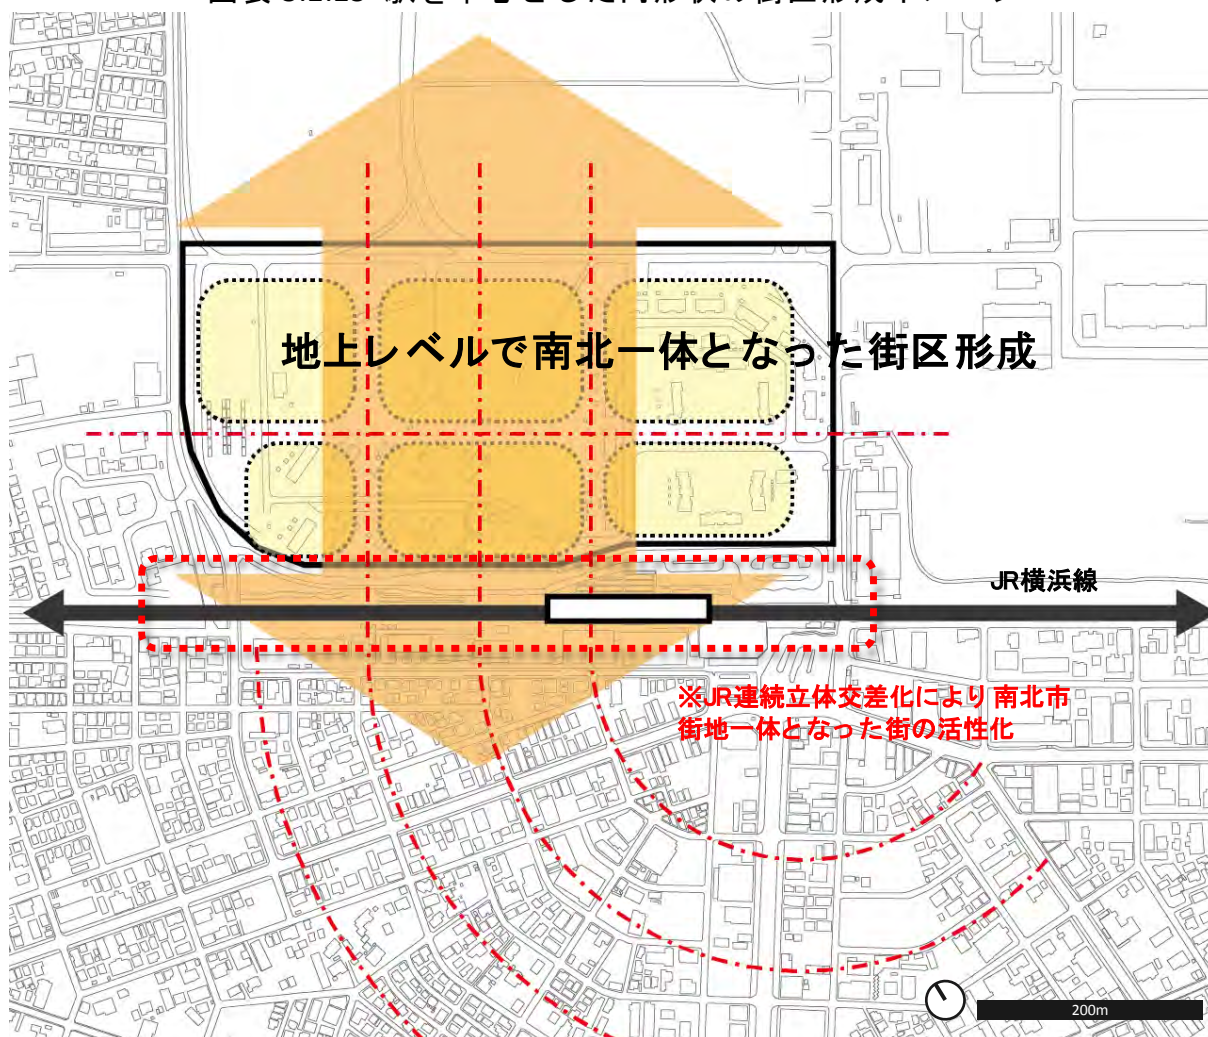 地上レベルで南北一体となった街区形成
JR横浜線
※JR連続立体交差化により南北市
街地一体となった街の活性化
200m